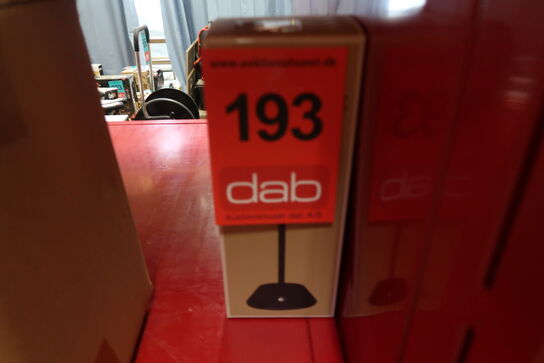 www.auktionshuset.dk
193
dab
Auktionshuset dab A/S